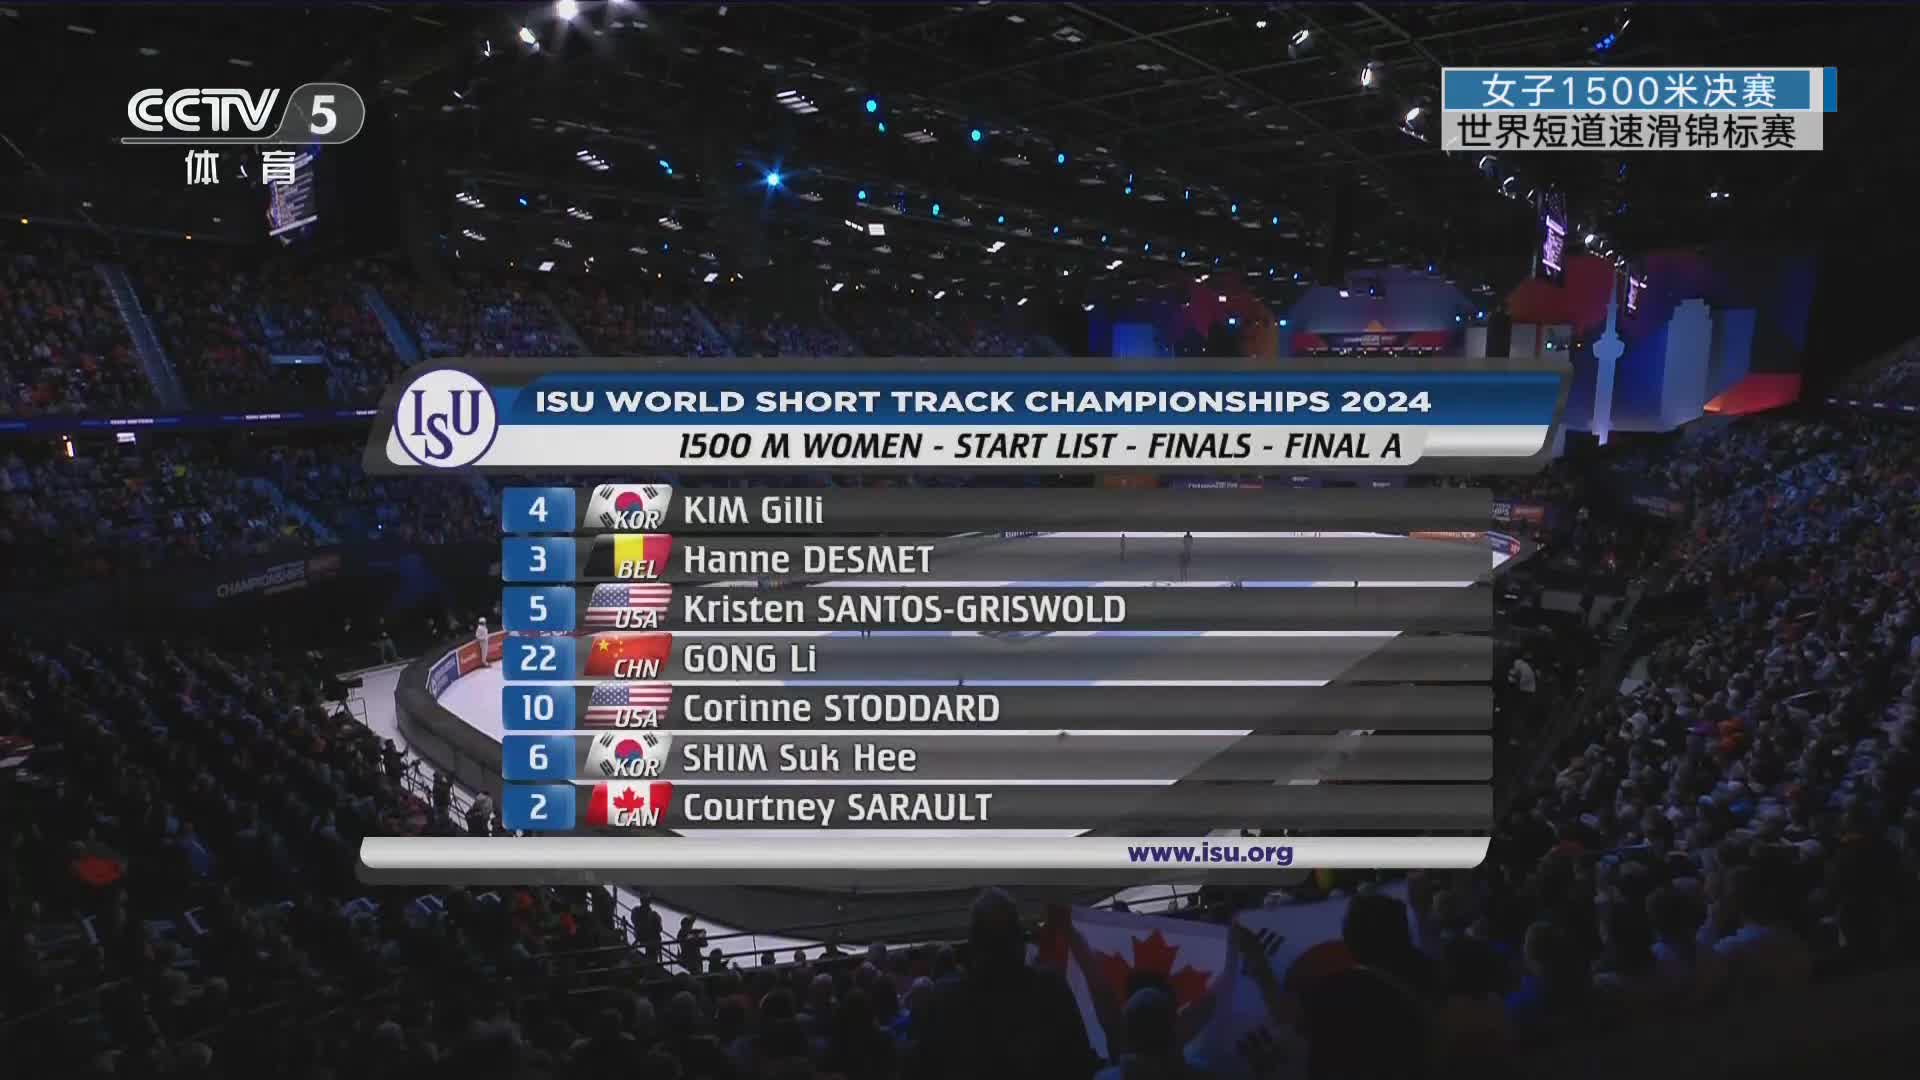 CCTV 5
体育
女子1500米决赛
世界短道速滑锦标赛
ISU
ISU WORLD SHORT TRACK CHAMPIONSHIPS 2024
1500 M WOMEN - START LIST - FINALS - FINAL A
4 KOR KIM Gilli
3 BEL Hanne DESMET
5 USA Kristen SANTOS-GRISWOLD
22 CHN GONG Li
10 USA Corinne STODDARD
6 KOR SHIM Suk Hee
2 CAN Courtney SARAULT
www.isu.org
CHAMPIONSHIPS